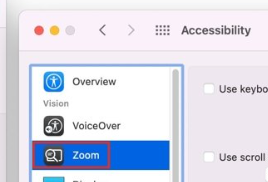 Accessibility
Overview
Vision
VoiceOver
Zoom
Use keybo
Use scroll